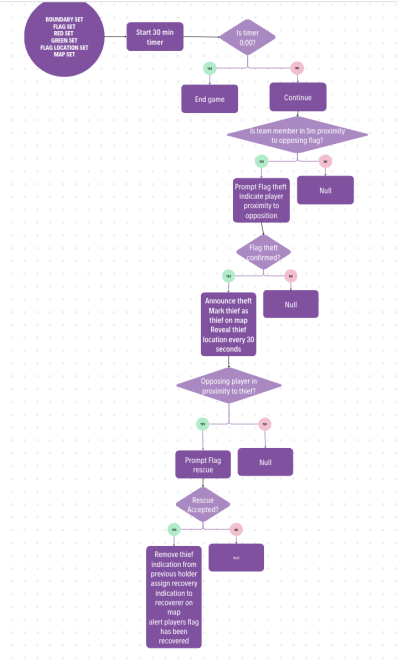 BOUNDARY SET
FLAG SET
RED SET
GREEN SET
FLAG LOCATION SET
MAP SET
Start 30 min
timer
Is timer
0:00?
YES
NO
End game
Continue
Is team member in 5m proximity
to opposing flag?
YES
NO
Prompt Flag theft
indicate player
proximity to
opposition
Null
Flag theft
confirmed?
YES
NO
Announce theft
Mark thief as
thief on map
Reveal thief
location every 30
seconds
Null
Opposing player in
proximity to thief?
YES
NO
Prompt Flag
rescue
Null
Rescue
Accepted?
YES
NO
Remove thief
indication from
previous holder
assign recovery
indication to
recoverer on
map
alert players flag
has been
recovered
Null